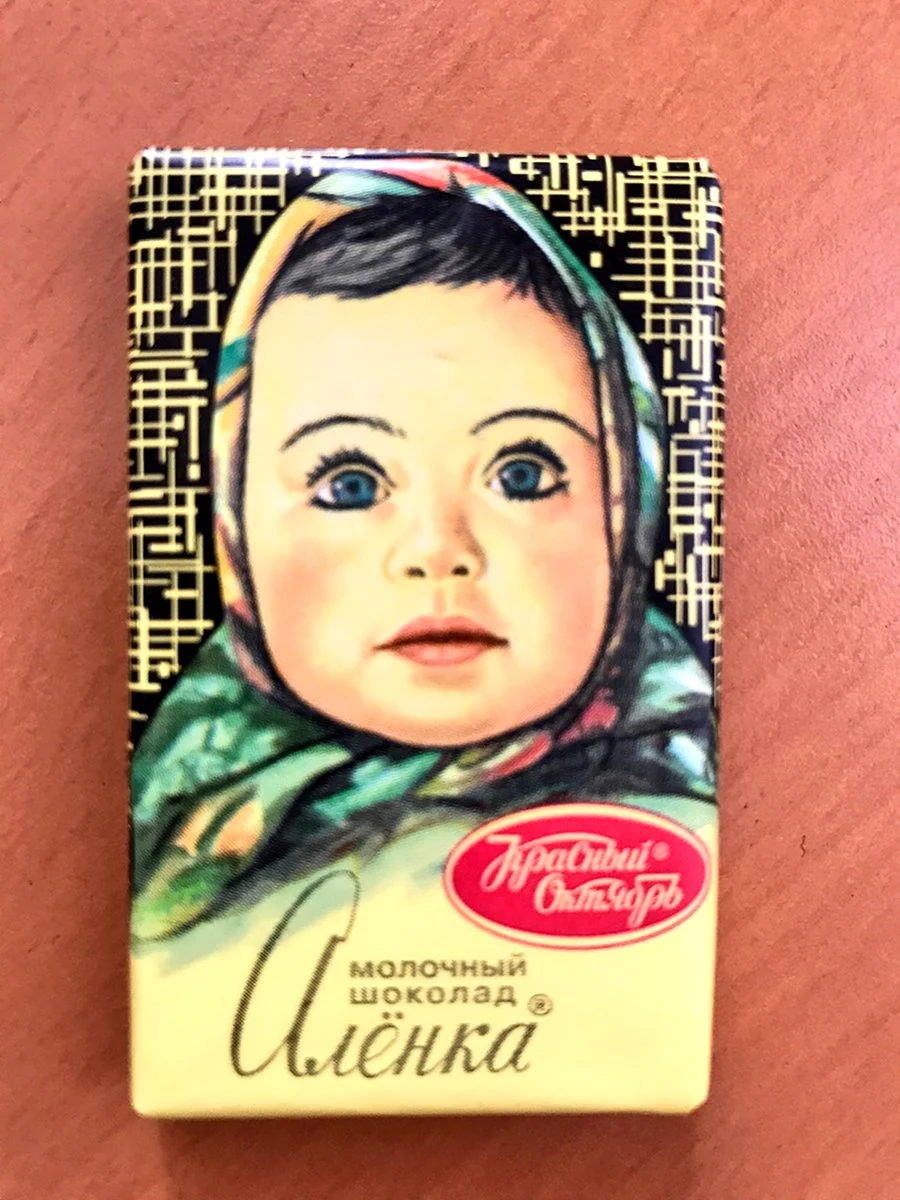 Красный®
Октябрь
молочный
шоколад
Алёнка®